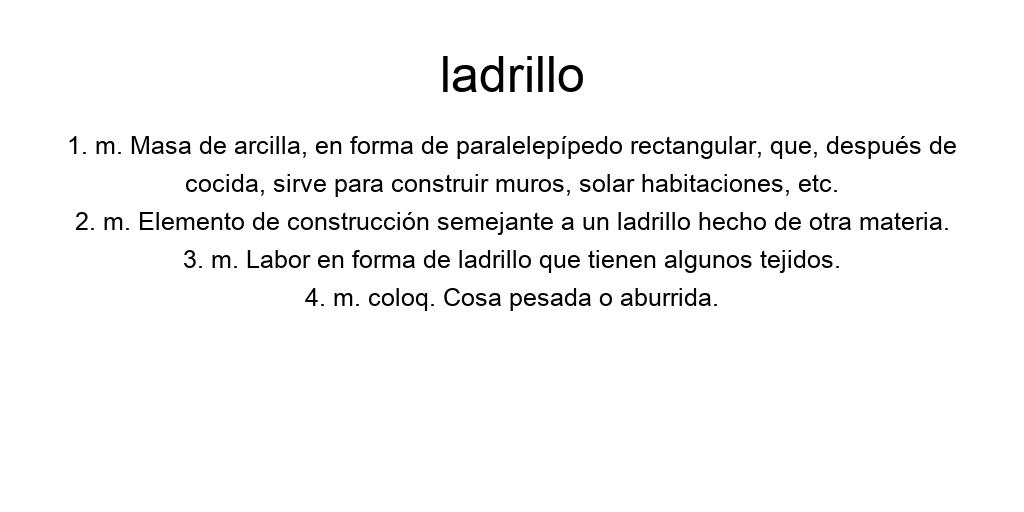 ladrillo
1. m. Masa de arcilla, en forma de paralelepípedo rectangular, que, después de
cocida, sirve para construir muros, solar habitaciones, etc.
2. m. Elemento de construcción semejante a un ladrillo hecho de otra materia.
3. m. Labor en forma de ladrillo que tienen algunos tejidos.
4. m. coloq. Cosa pesada o aburrida.